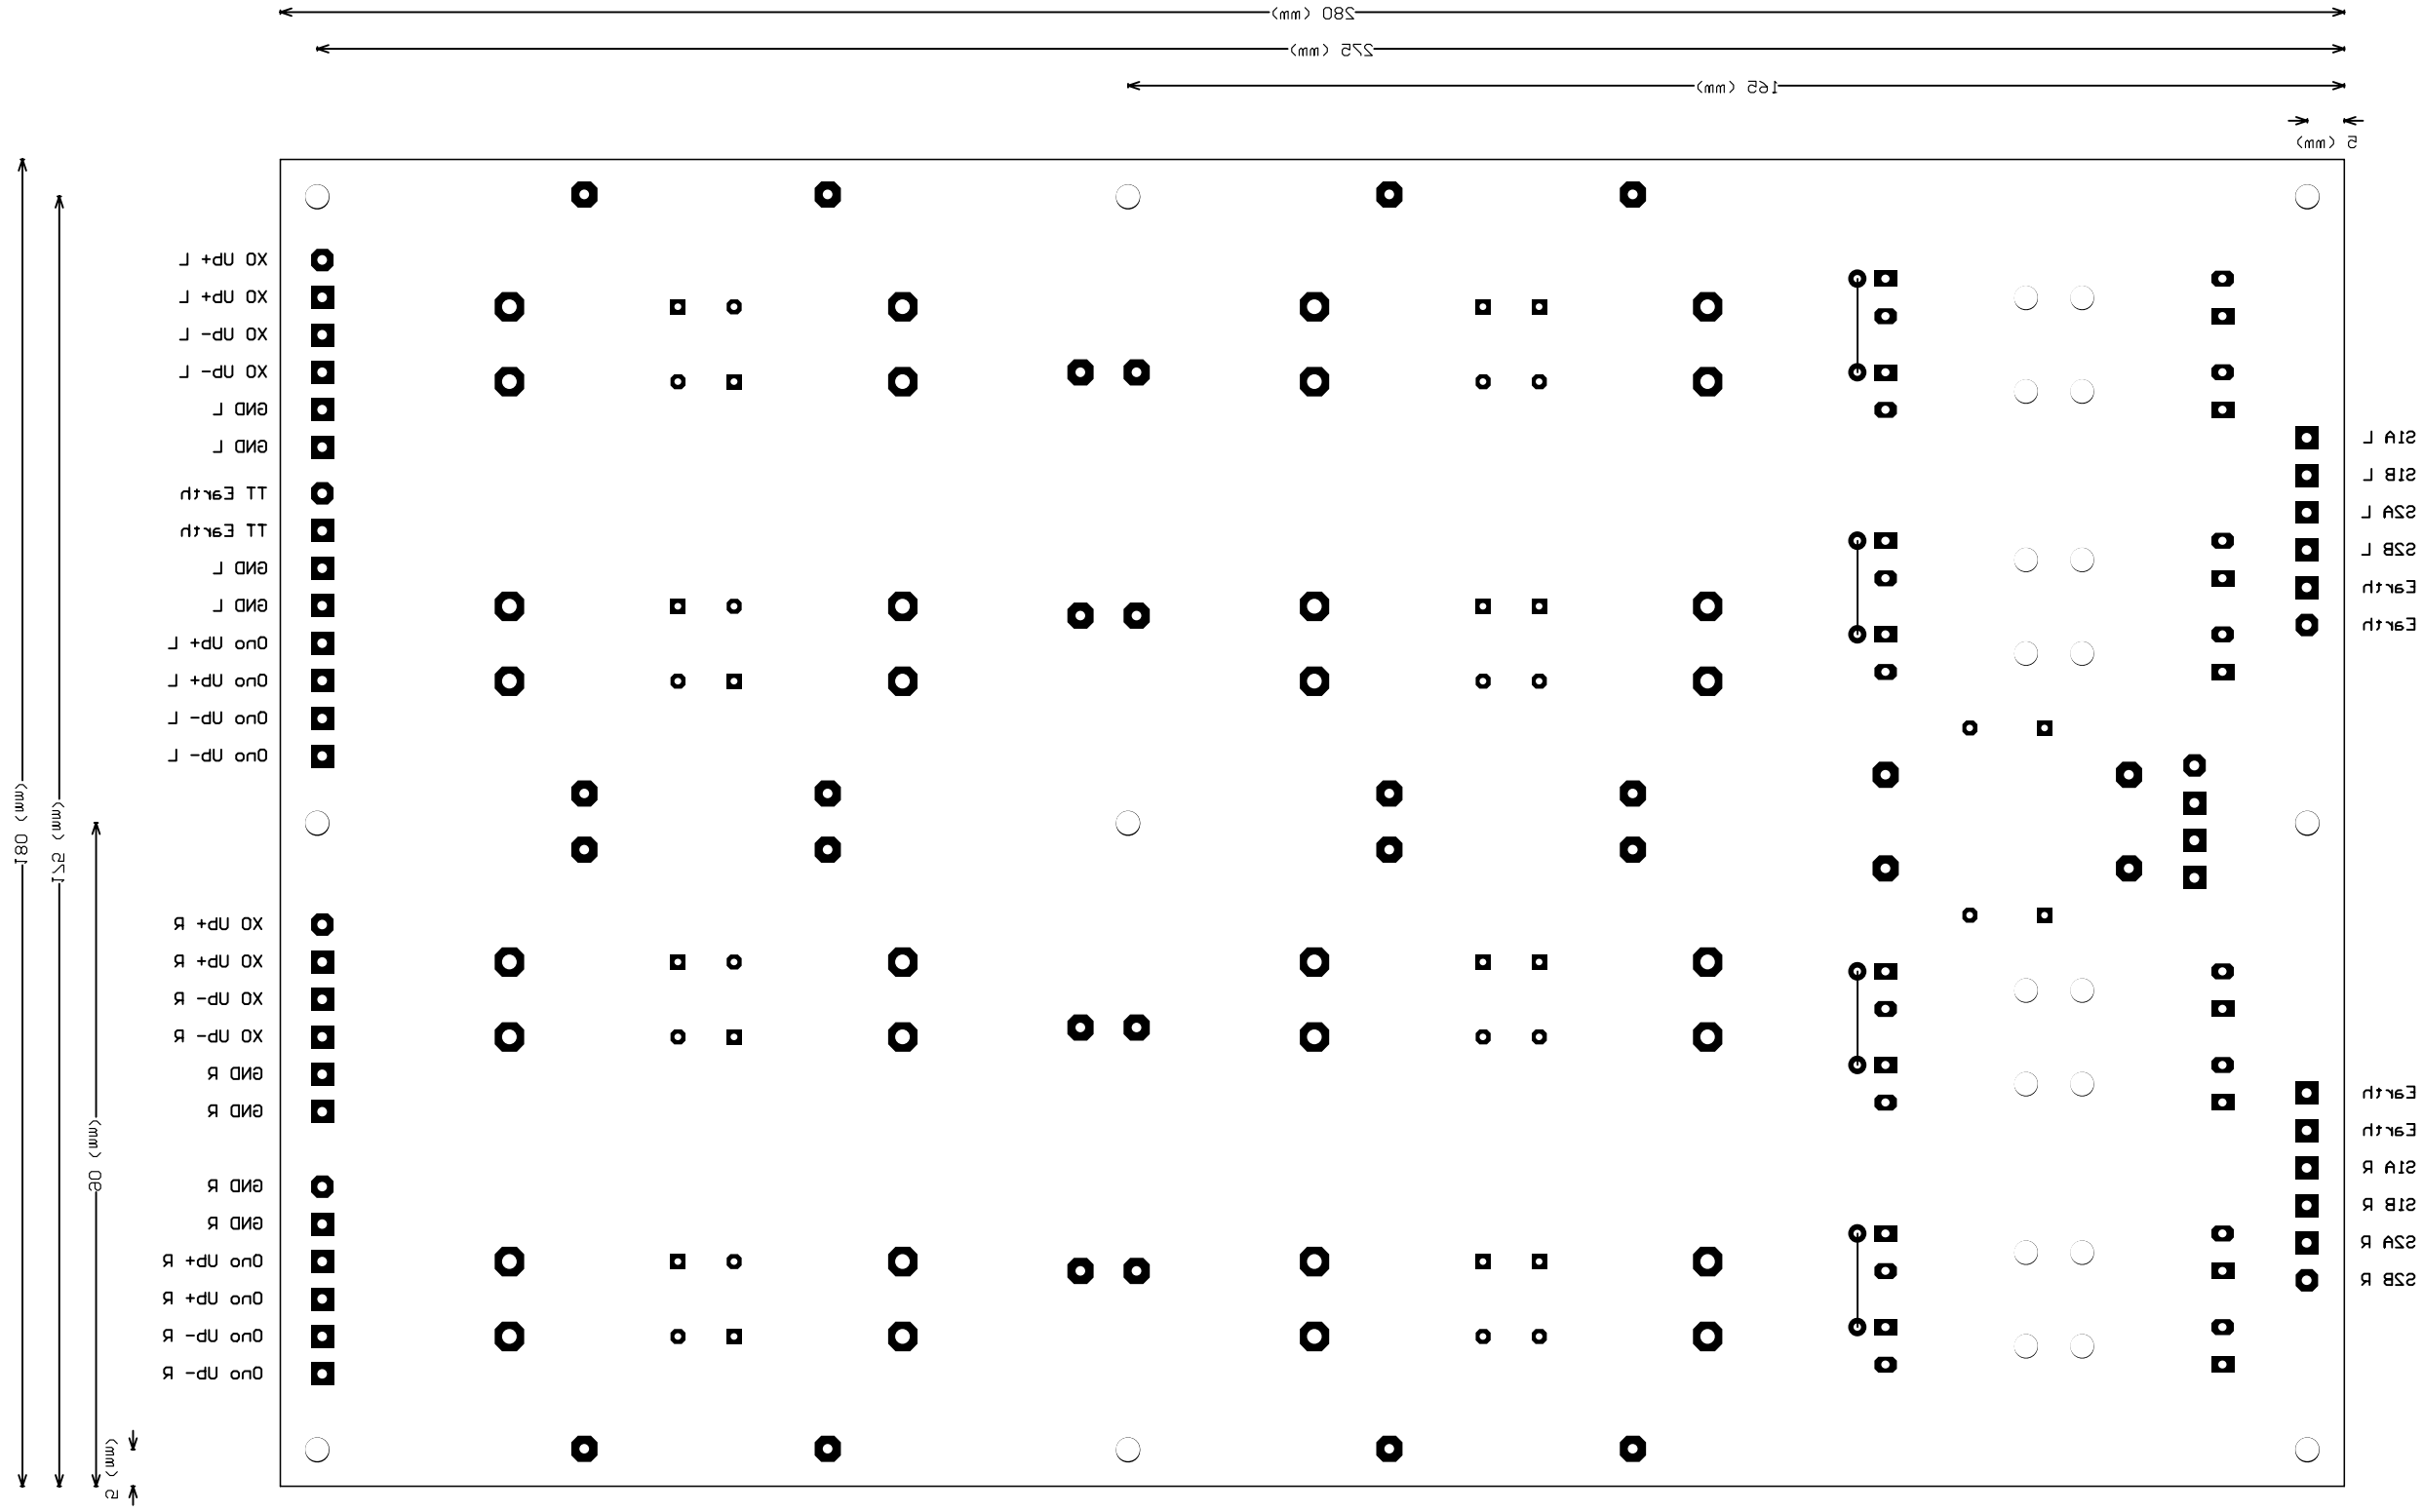 280 (mm)
275 (mm)
165 (mm)
5 (mm)
XO Ub+ L
XO Ub+ L
XO Ub- L
XO Ub- L
GND L
GND L
TT Earth
TT Earth
GND L
GND L
Ono Ub+ L
Ono Ub+ L
Ono Ub- L
Ono Ub- L
S1A L
S1B L
S2A L
S2B L
Earth
Earth
180 (mm)
175 (mm)
90 (mm)
5 (mm)
XO Ub+ R
XO Ub+ R
XO Ub- R
XO Ub- R
GND R
GND R
GND R
GND R
Ono Ub+ R
Ono Ub+ R
Ono Ub- R
Ono Ub- R
Earth
Earth
S1A R
S1B R
S2A R
S2B R